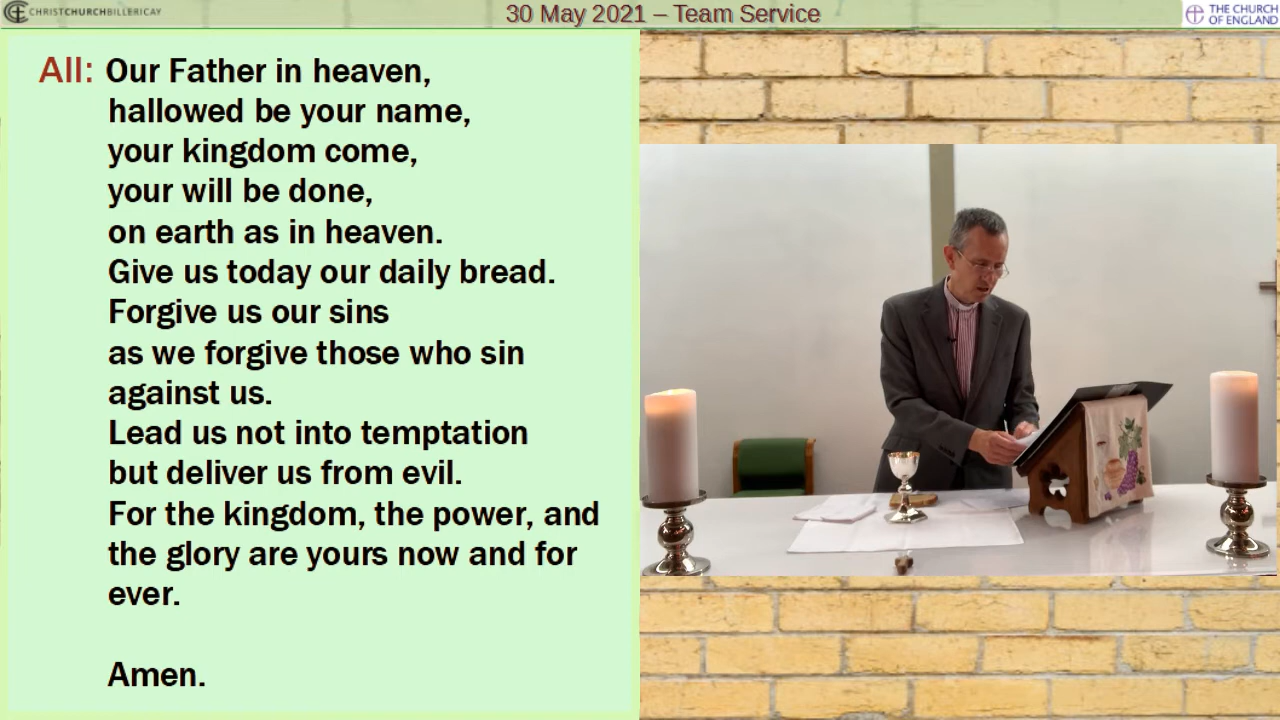 CHRISTCHURCHBILLERICAY
30 May 2021 – Team Service
THE CHURCH
OF ENGLAND
All: Our Father in heaven,
hallowed be your name,
your kingdom come,
your will be done,
on earth as in heaven.
Give us today our daily bread.
Forgive us our sins
as we forgive those who sin
against us.
Lead us not into temptation
but deliver us from evil.
For the kingdom, the power, and
the glory are yours now and for
ever.
Amen.